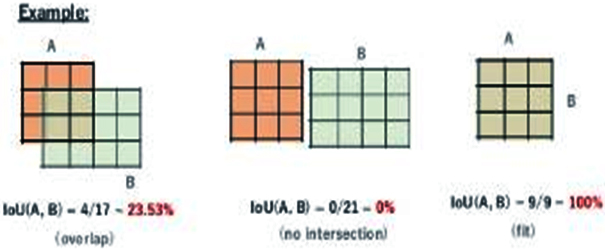 Example:
A
B
IoU(A, B) = 4/17 = 23.53%
(overlap)
A
B
IoU(A, B) = 0/21 = 0%
(no intersection)
A
B
IoU(A, B) = 9/9 = 100%
(fit)